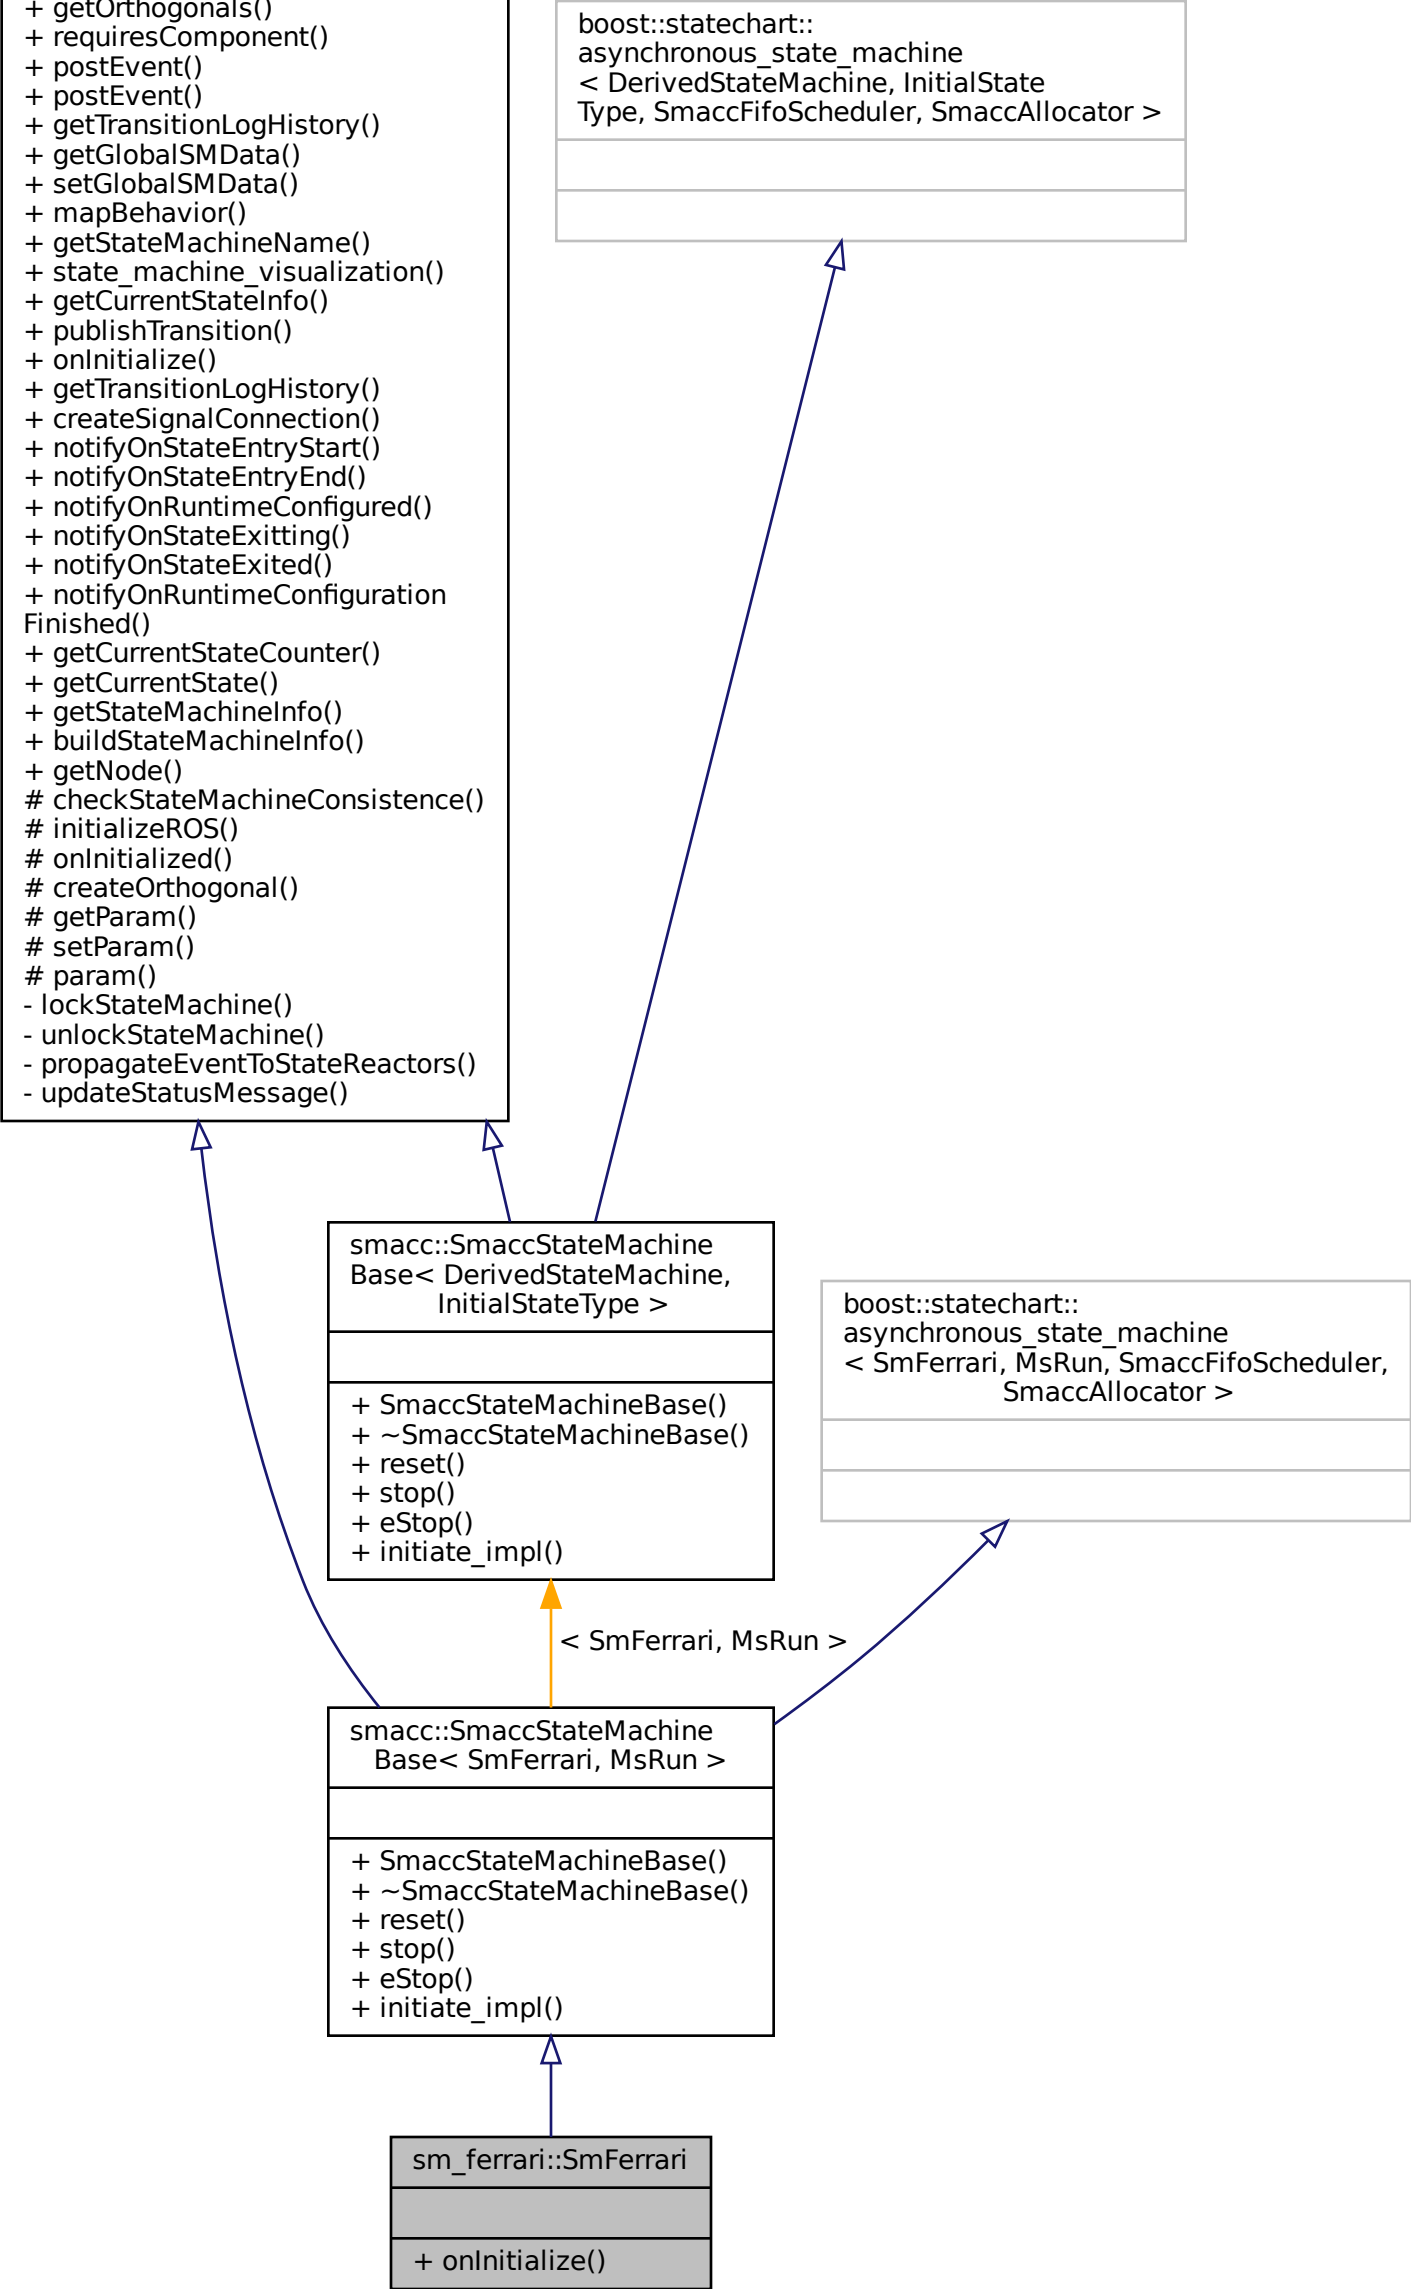 + getOrthogonals()
+ requiresComponent()
+ postEvent()
+ postEvent()
+ getTransitionLogHistory()
+ getGlobalSMData()
+ setGlobalSMData()
+ mapBehavior()
+ getStateMachineName()
+ state_machine_visualization()
+ getCurrentStateInfo()
+ publishTransition()
+ onInitialize()
+ getTransitionLogHistory()
+ createSignalConnection()
+ notifyOnStateEntryStart()
+ notifyOnStateEntryEnd()
+ notifyOnRuntimeConfigured()
+ notifyOnStateExitting()
+ notifyOnStateExited()
+ notifyOnRuntimeConfiguration
Finished()
+ getCurrentStateCounter()
+ getCurrentState()
+ getStateMachineInfo()
+ buildStateMachineInfo()
+ getNode()
# checkStateMachineConsistence()
# initializeROS()
# onInitialized()
# createOrthogonal()
# getParam()
# setParam()
# param()
- lockStateMachine()
- unlockStateMachine()
- propagateEventToStateReactors()
- updateStatusMessage()
boost::statechart::
asynchronous_state_machine
< DerivedStateMachine, InitialState
Type, SmaccFifoScheduler, SmaccAllocator >
smacc::SmaccStateMachine
Base< DerivedStateMachine,
InitialStateType >
+ SmaccStateMachineBase()
+ ~SmaccStateMachineBase()
+ reset()
+ stop()
+ eStop()
+ initiate_impl()
boost::statechart::
asynchronous_state_machine
< SmFerrari, MsRun, SmaccFifoScheduler,
SmaccAllocator >
< SmFerrari, MsRun >
smacc::SmaccStateMachine
Base< SmFerrari, MsRun >
+ SmaccStateMachineBase()
+ ~SmaccStateMachineBase()
+ reset()
+ stop()
+ eStop()
+ initiate_impl()
sm_ferrari::SmFerrari
+ onInitialize()